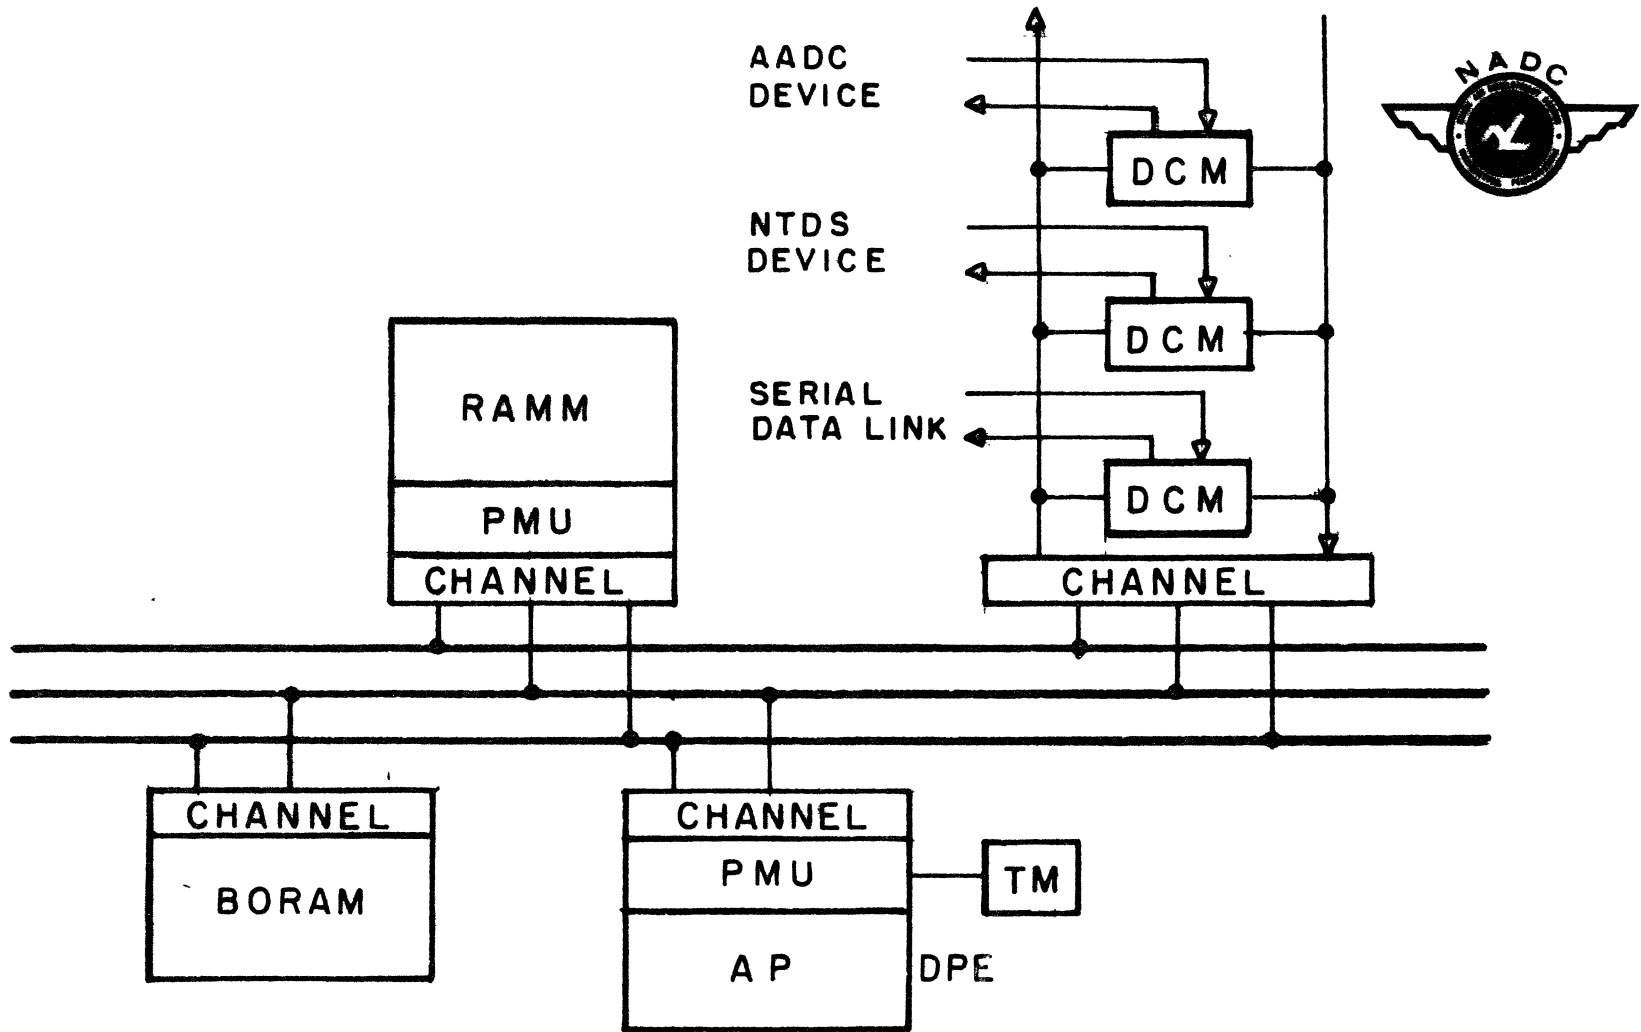 AADC
DEVICE
NADC
DCM
NTDS
DEVICE
DCM
RAMM
SERIAL
DATA LINK
DCM
PMU
CHANNEL
CHANNEL
CHANNEL
BORAM
CHANNEL
PMU
TM
AP
DPE